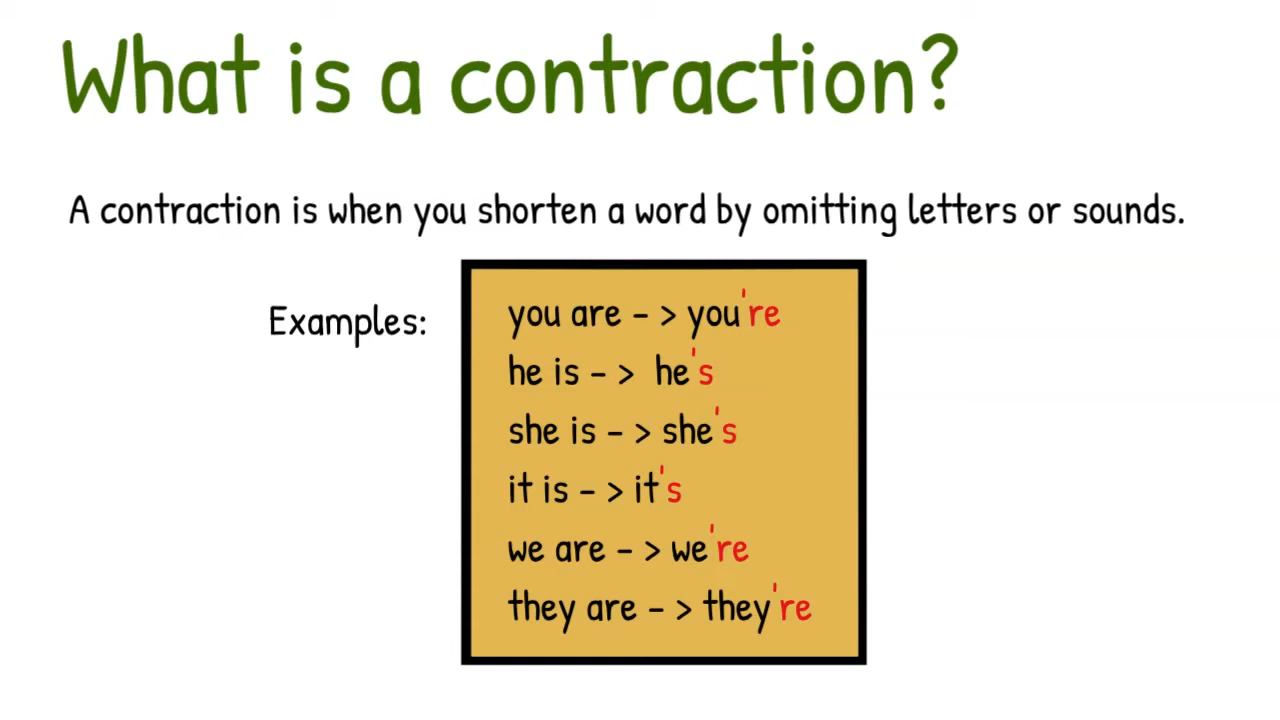 What is a contraction?
A contraction is when you shorten a word by omitting letters or sounds.
Examples:
you are – > you're
he is – > he's
she is – > she's
it is – > it's
we are – > we're
they are – > they're